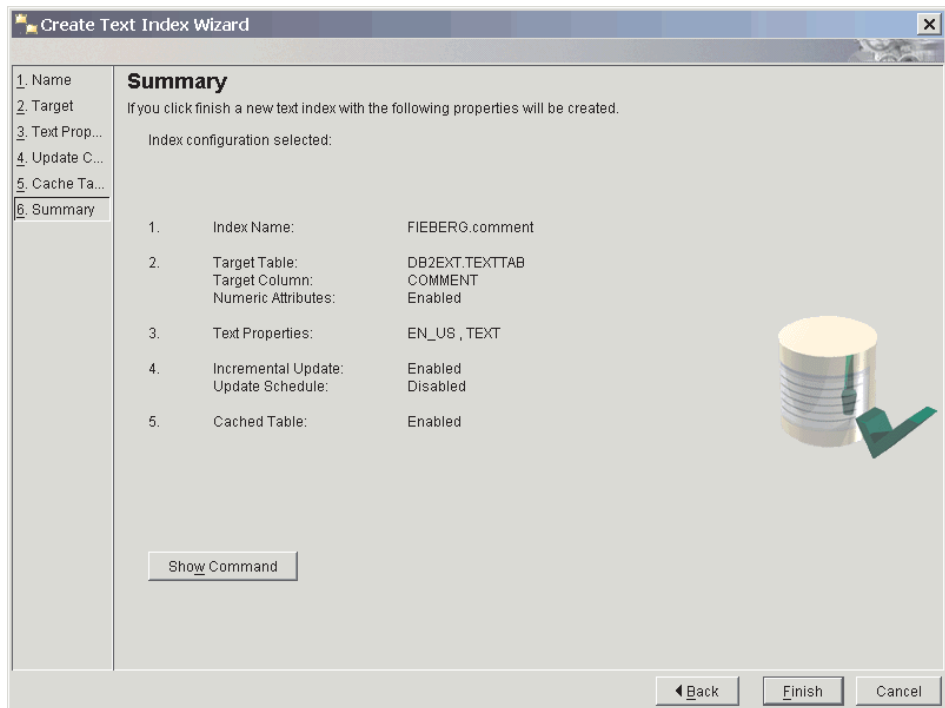 Create Text Index Wizard
1. Name
2. Target
3. Text Prop...
4. Update C...
5. Cache Ta...
6. Summary
Summary
If you click finish a new text index with the following properties will be created.
Index configuration selected:
1. Index Name: FIEBERG.comment
2. Target Table: DB2EXT.TEXTTAB
Target Column: COMMENT
Numeric Attributes: Enabled
3. Text Properties: EN_US , TEXT
4. Incremental Update: Enabled
Update Schedule: Disabled
5. Cached Table: Enabled
Show Command
Back Finish Cancel